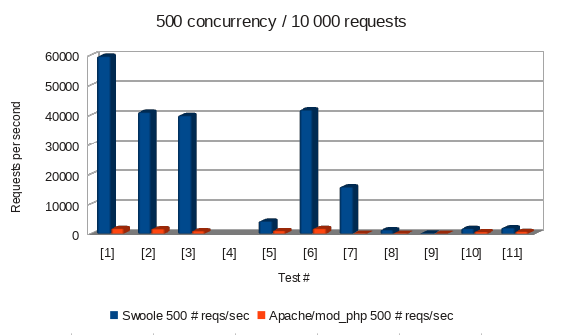 500 concurrency / 10 000 requests
Requests per second
60000
50000
40000
30000
20000
10000
0
[1] [2] [3] [4] [5] [6] [7] [8] [9] [10] [11]
Test #
Swoole 500 # reqs/sec Apache/mod_php 500 # reqs/sec